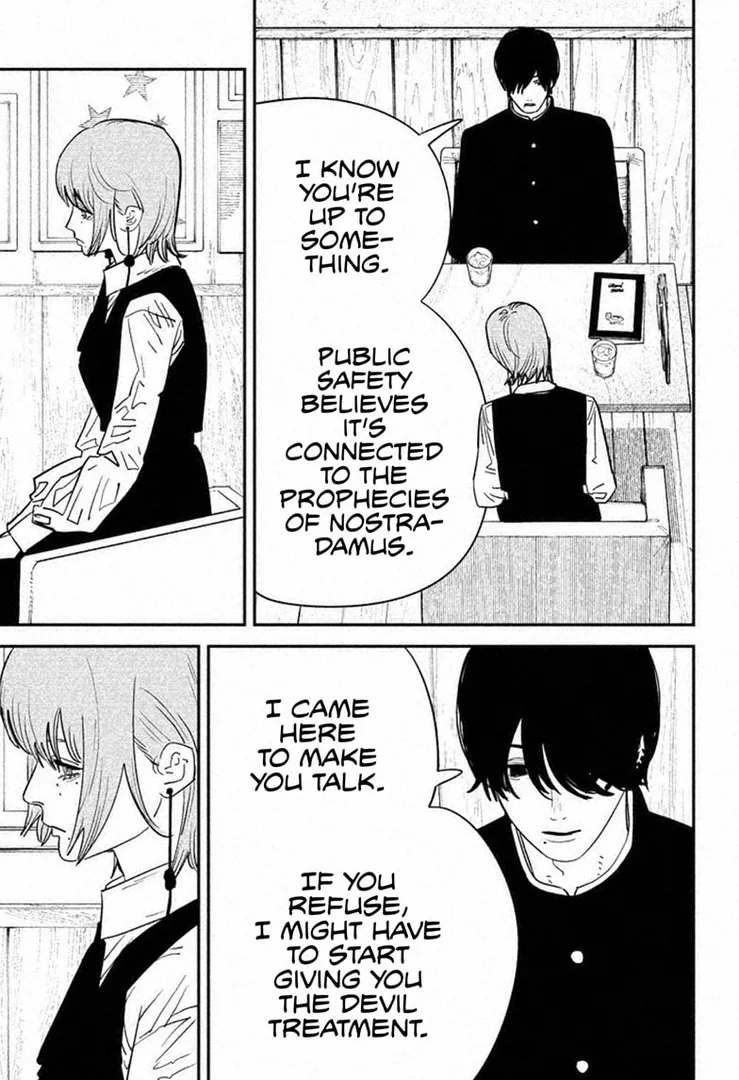 I KNOW
YOU'RE
UP TO
SOME-
THING.
PUBLIC
SAFETY
BELIEVES
IT'S
CONNECTED
TO THE
PROPHECIES
OF NOSTRA-
DAMUS.
I CAME
HERE
TO MAKE
YOU TALK.
IF YOU
REFUSE,
I MIGHT HAVE
TO START
GIVING YOU
THE DEVIL
TREATMENT.